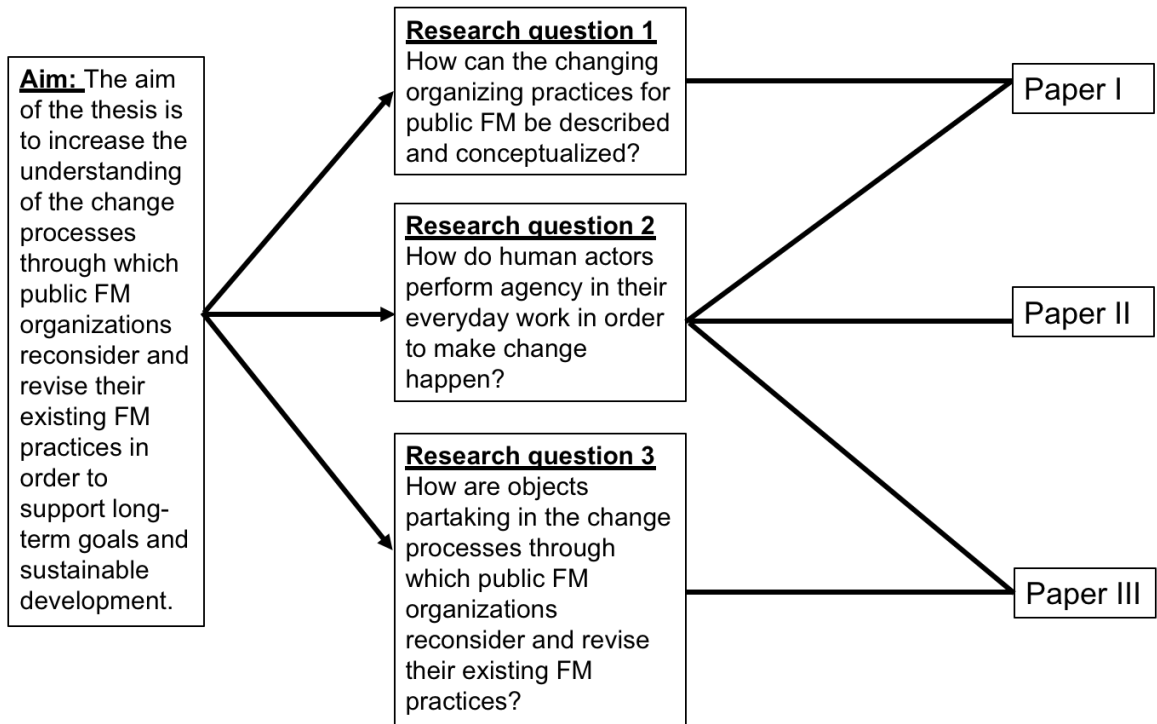 Aim: The aim
of the thesis is
to increase the
understanding
of the change
processes
through which
public FM
organizations
reconsider and
revise their
existing FM
practices in
order to
support long-
term goals and
sustainable
development.
Research question 1
How can the changing
organizing practices for
public FM be described
and conceptualized?
Research question 2
How do human actors
perform agency in their
everyday work in order
to make change
happen?
Research question 3
How are objects
partaking in the change
processes through
which public FM
organizations
reconsider and revise
their existing FM
practices?
Paper I
Paper II
Paper III